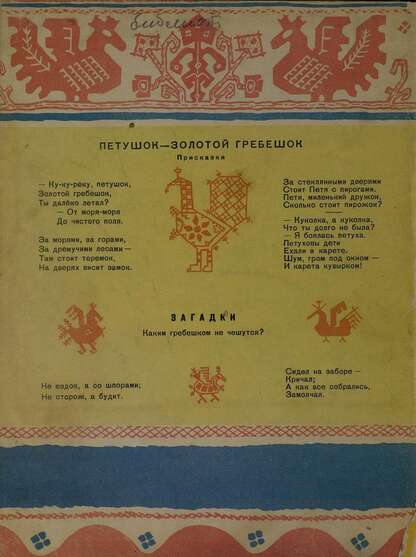 ПЕТУШОК—ЗОЛОТОЙ ГРЕБЕШОК
Присказки
— Ку-ку-реку, петушок,
Золотой гребешок,
Ты далёко летал?
— От моря-моря
До чистого поля.
За морями, за горами,
За дремучими лесами—
Там стоит теремок,
На дверях висит замок.
За стеклянными дверями
Стоит Петя с пирогами.
Петя, миленький дружок,
Сколько стоит пирожок?
— Куколка, а куколка,
Что ты долго не была?
— Я боялась петуха.
Петуховы дети
Ехали в карете.
Шум, гром под окном—
И карета кувырком!
ЗАГАДКИ
Каким гребешком не чешутся?
Не ездок, а со шпорами;
Не сторож, а будит.
Сидел на заборе—
Кричал;
А как все собрались,
Замолчал.